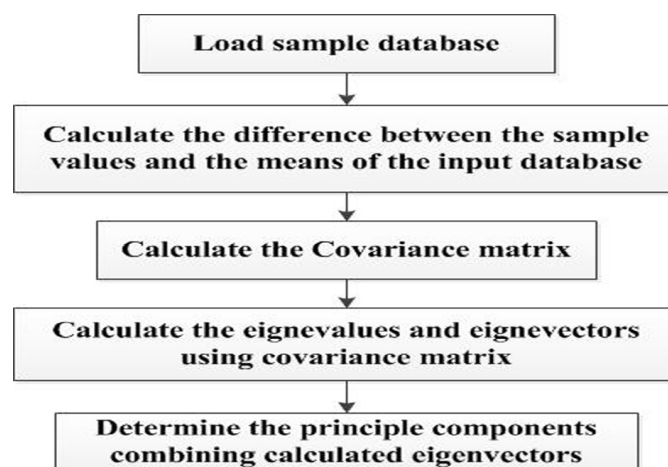 Load sample database
Calculate the difference between the sample
values and the means of the input database
Calculate the Covariance matrix
Calculate the eignevalues and eignevectors
using covariance matrix
Determine the principle components
combining calculated eigenvectors